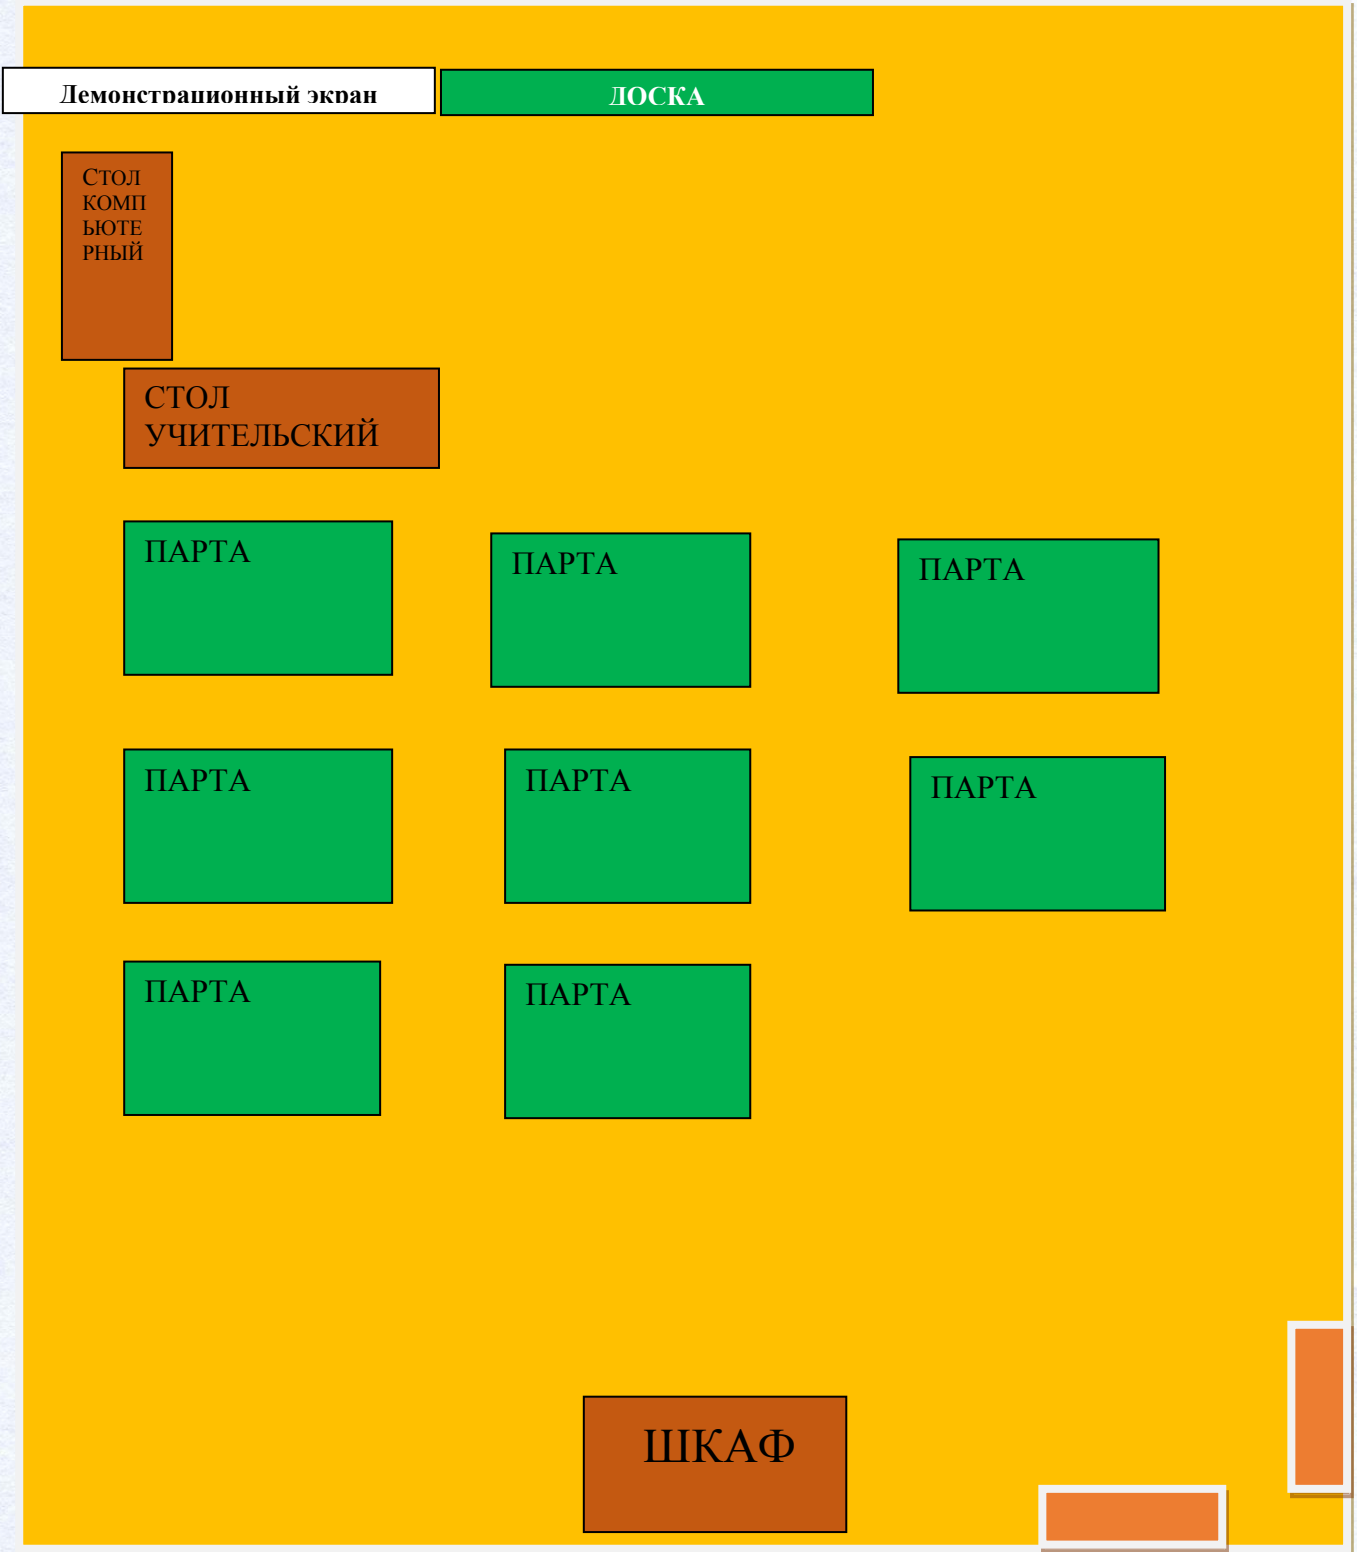 Демонстрационный экран
ДОСКА
Стол
комп
ьюте
рный
СТОЛ
УЧИТЕЛЬСКИЙ
ПАРТА
ПАРТА
ПАРТА
ПАРТА
ПАРТА
ПАРТА
ПАРТА
ПАРТА
ШКАФ